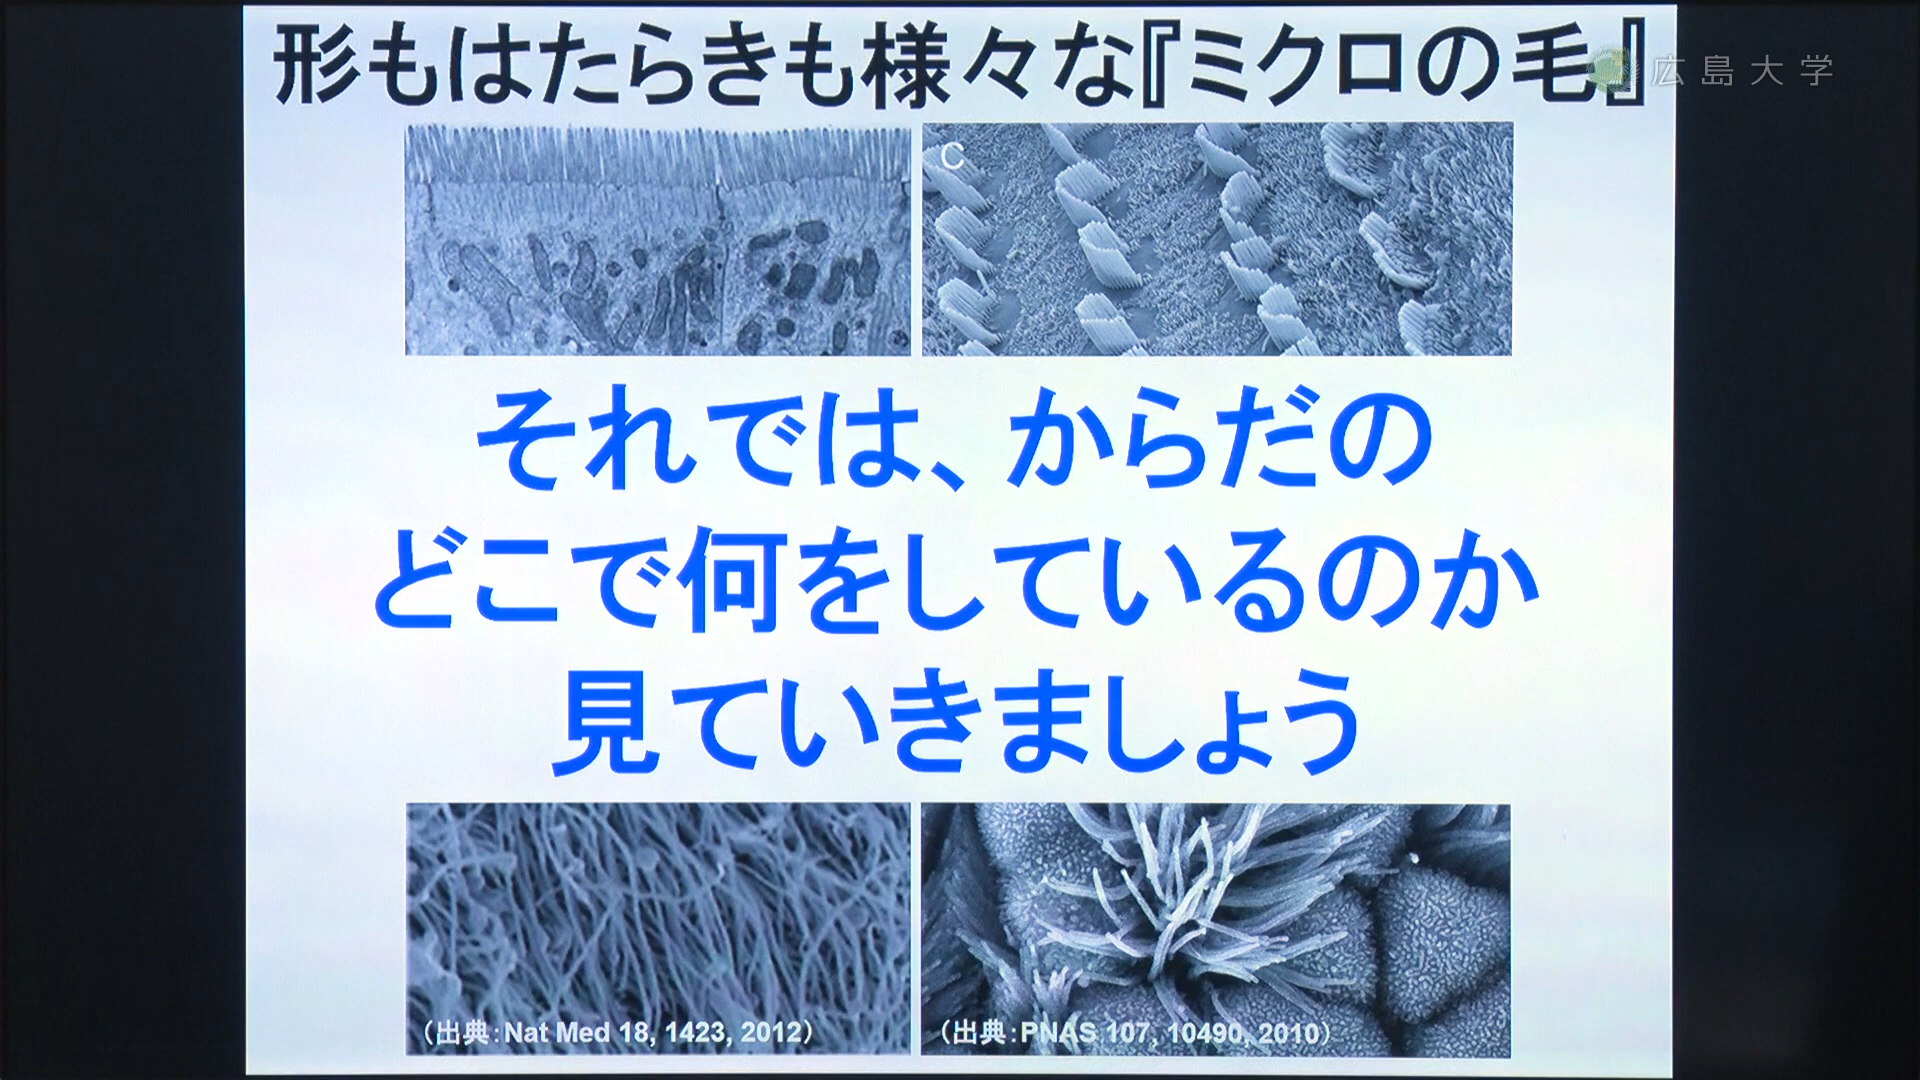 形もはたらきも様々な『ミクロの毛』
広島大学
C
それでは、からだの
どこで何をしているのか
見ていきましょう
（出典：Nat Med 18, 1423, 2012）
（出典：PNAS 107, 10490, 2010）